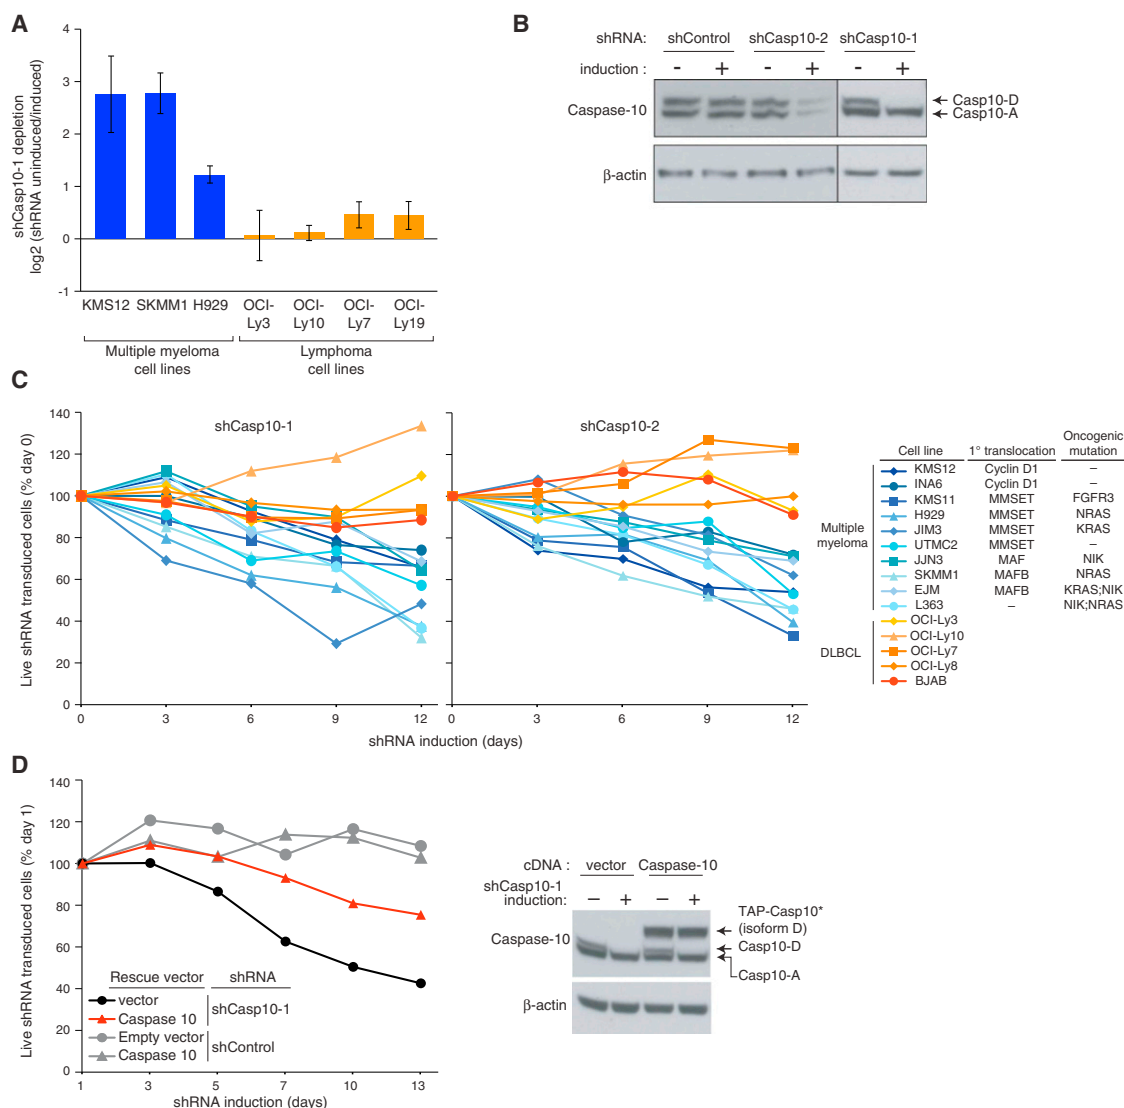 A
shCasp10-1 depletion
log2 (shRNA uninduced/induced)
4
3
2
1
0
-1
KMS12 SKMM1 H929 OCI-Ly3 OCI-Ly10 OCI-Ly7 OCI-Ly19
Multiple myeloma cell lines
Lymphoma cell lines
B
shRNA: shControl shCasp10-2 shCasp10-1
induction : - + - + - +
Caspase-10
Casp10-D
Casp10-A
β-actin
C
Live shRNA transduced cells (% day 0)
140
120
100
80
60
40
20
0
shCasp10-1
shCasp10-2
0 3 6 9 12 0 3 6 9 12
shRNA induction (days)
Cell line 1° translocation Oncogenic mutation
Multiple myeloma
KMS12 Cyclin D1 –
INA6 Cyclin D1 –
KMS11 MMSET FGFR3
H929 MMSET NRAS
JIM3 MMSET KRAS
UTMC2 MMSET –
JJN3 MAF NIK
SKMM1 MAFB NRAS
EJM MAFB KRAS;NIK
L363 – NIK;NRAS
DLBCL
OCI-Ly3
OCI-Ly10
OCI-Ly7
OCI-Ly8
BJAB
D
Live shRNA transduced cells (% day 1)
140
120
100
80
60
40
20
0
Rescue vector shRNA
vector
Caspase 10
shCasp10-1
Empty vector
Caspase 10
shControl
1 3 5 7 10 13
shRNA induction (days)
cDNA : vector Caspase-10
shCasp10-1 induction: – + – +
Caspase-10
TAP-Casp10*
(isoform D)
Casp10-D
Casp10-A
β-actin